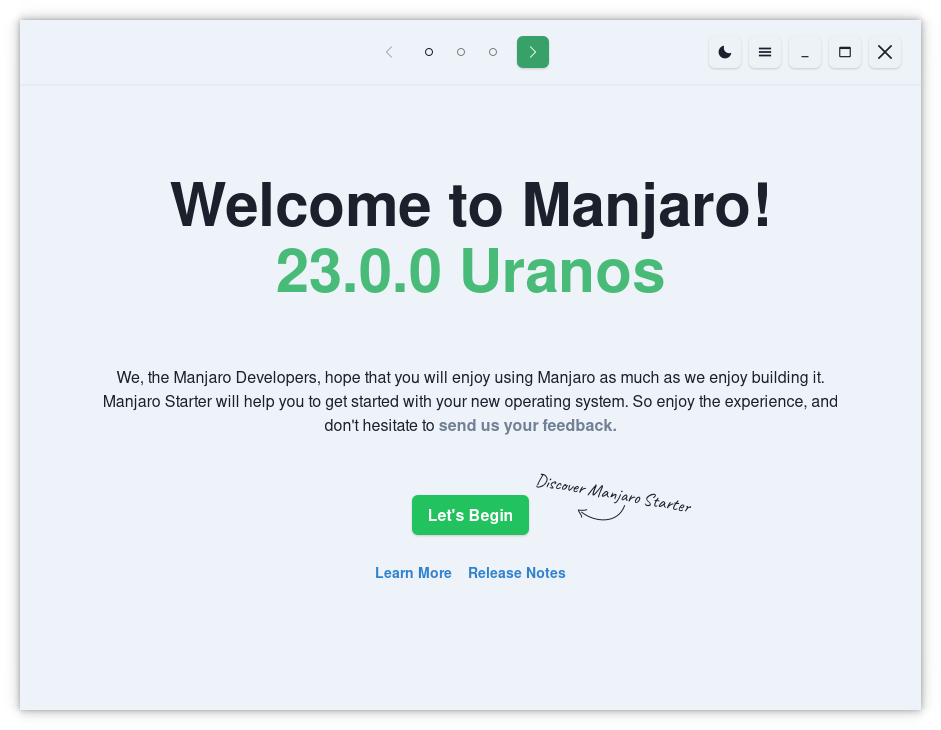 Welcome to Manjaro!
23.0.0 Uranos
We, the Manjaro Developers, hope that you will enjoy using Manjaro as much as we enjoy building it.
Manjaro Starter will help you to get started with your new operating system. So enjoy the experience, and
don't hesitate to send us your feedback.
Discover Manjaro Starter
Let's Begin
Learn More Release Notes